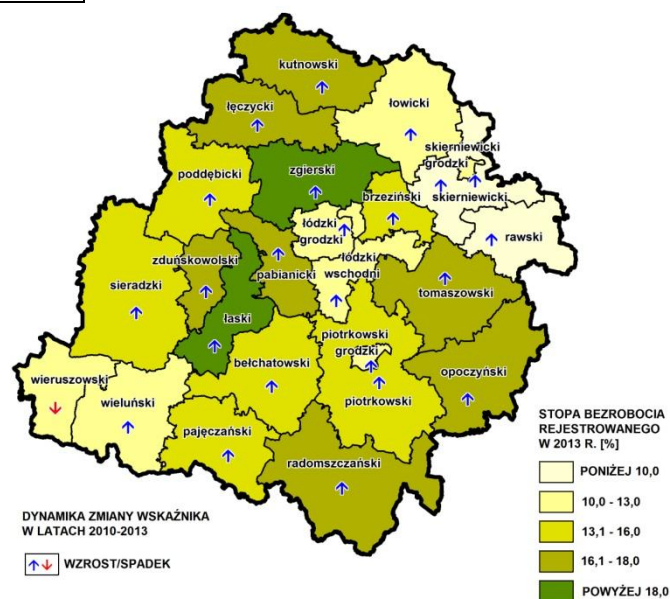 kutnowski
łęczycki
łowicki
skierniewicki
grodzki
skierniewicki
rawski
poddębicki
zgierski
brzeziński
łódzki
grodzki
łódzki
wschodni
zduńskowolski
pabianicki
sieradzki
łaski
tomaszowski
piotrkowski
grodzki
piotrkowski
bełchatowski
opoczyński
wieruszowski
wieluński
pajęczański
radomszczański
STOPA BEZROBOCIA
REJESTROWANEGO
W 2013 R. [%]
PONIŻEJ 10,0
10,0 - 13,0
13,1 - 16,0
16,1 - 18,0
POWYŻEJ 18,0
DYNAMIKA ZMIANY WSKAŹNIKA
W LATACH 2010-2013
WZROST/SPADEK